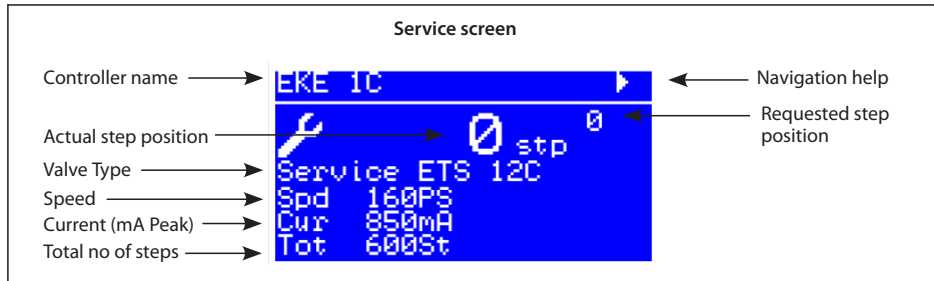 Service screen
Controller name
EKE 1C
Navigation help
Actual step position
0 stp
0
Requested step
position
Valve Type
Service ETS 12C
Speed
Spd 160PS
Current (mA Peak)
Cur 850mA
Total no of steps
Tot 600St